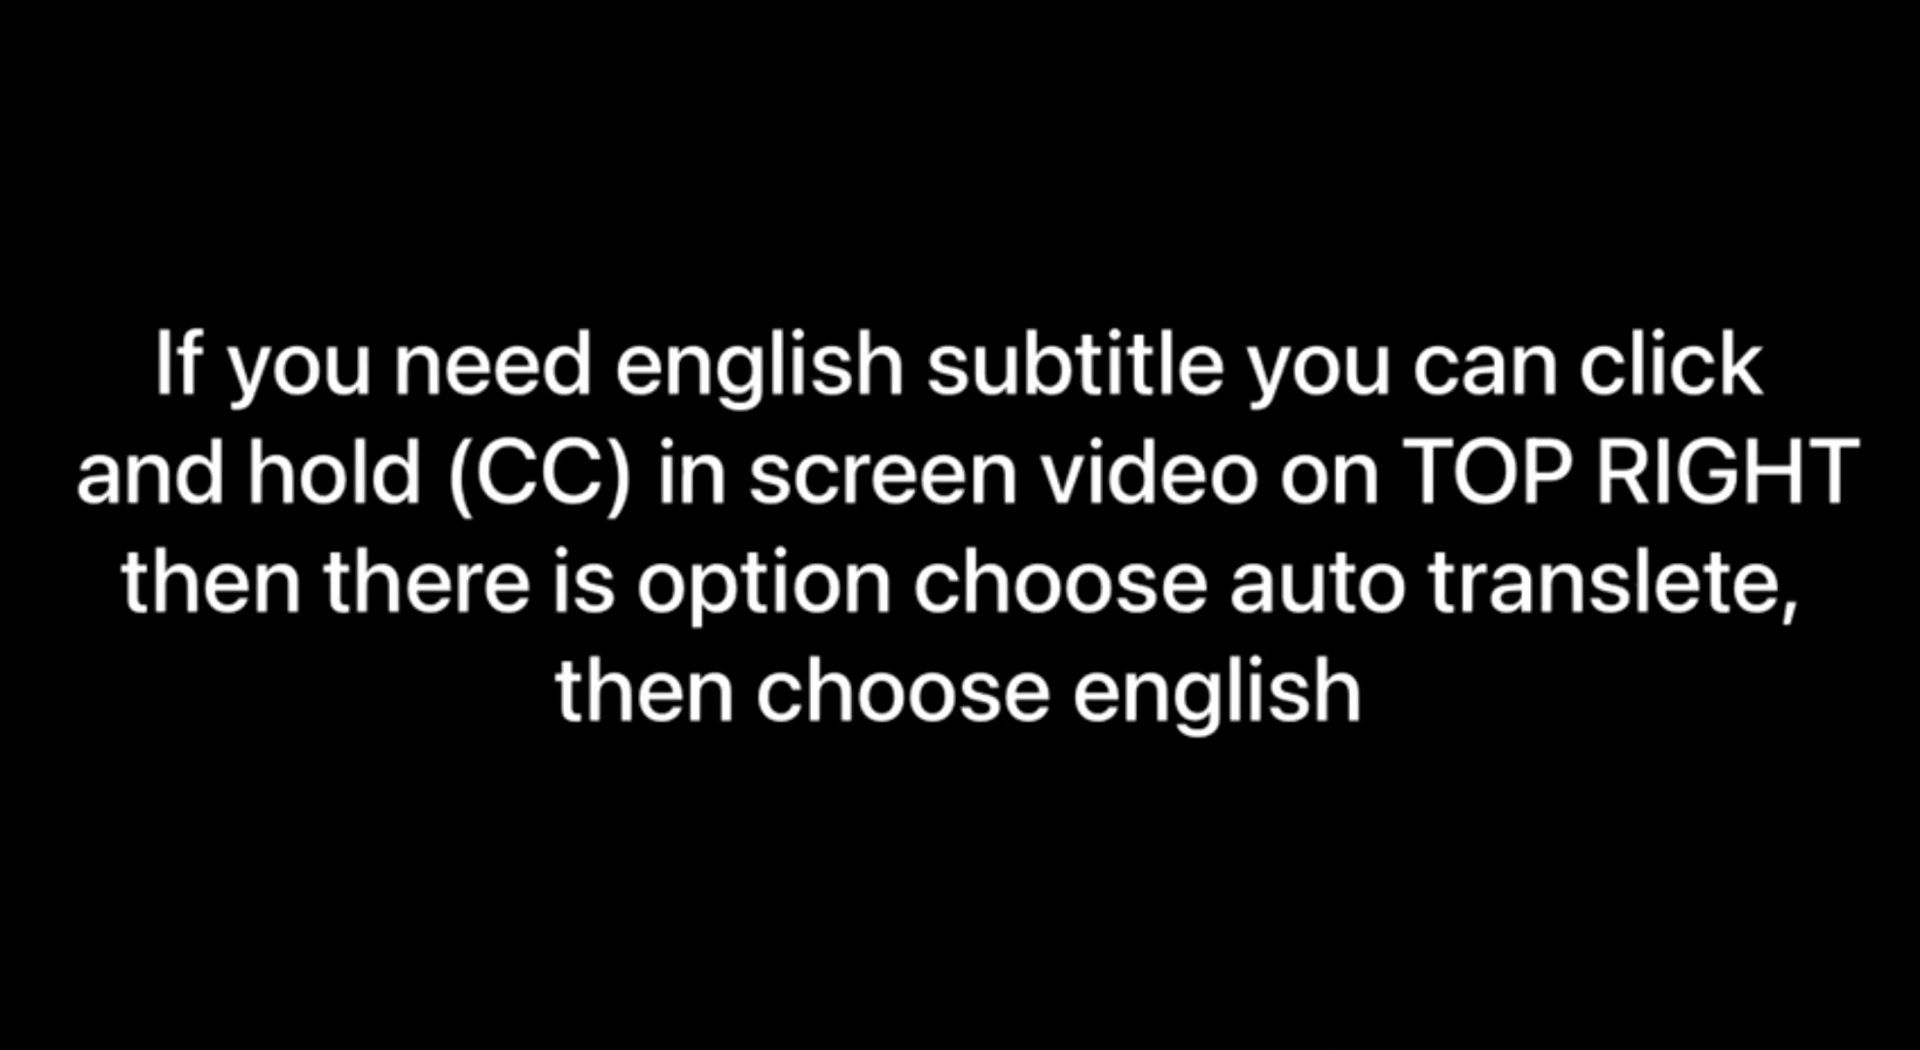 If you need english subtitle you can click
and hold (CC) in screen video on TOP RIGHT
then there is option choose auto translete,
then choose english